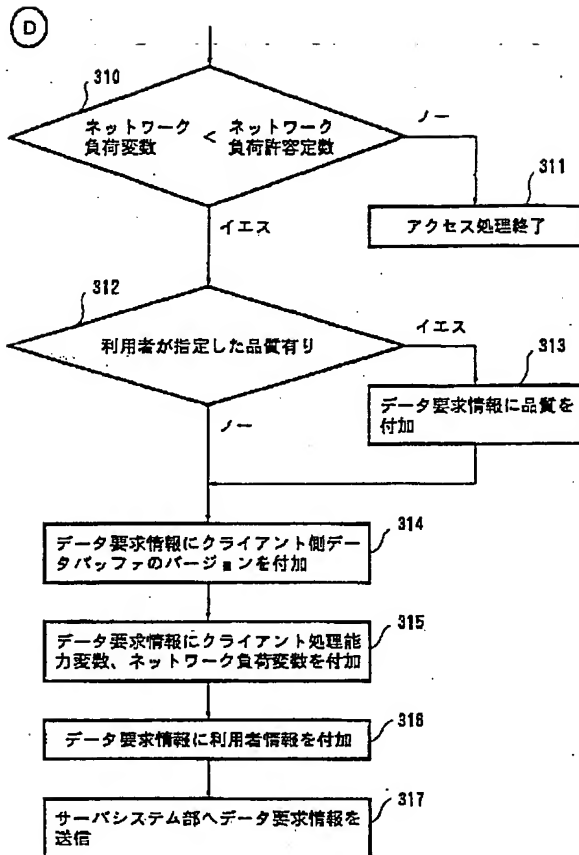 D
310
ネットワーク 負荷変数 < ネットワーク 負荷許容定数
ノー
311
アクセス処理終了
イエス
312
利用者が指定した品質有り
イエス
313
データ要求情報に品質を
付加
ノー
314
データ要求情報にクライアント側デー
タバッファのバージョンを付加
315
データ要求情報にクライアント処理能
力変数、ネットワーク負荷変数を付加
316
データ要求情報に利用者情報を付加
317
サーバシステム部へデータ要求情報を
送信